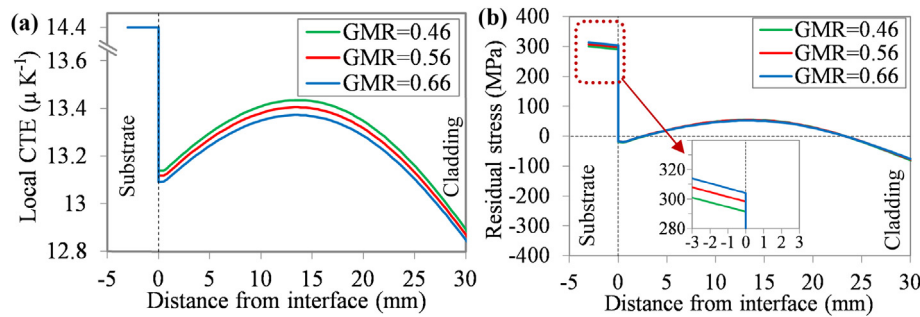 (a)
Local CTE (μ K⁻¹)
14.4
13.6
13.4
13.2
13
12.8
GMR=0.46
GMR=0.56
GMR=0.66
Substrate
Cladding
-5 0 5 10 15 20 25 30
Distance from interface (mm)
(b)
Residual stress (MPa)
400
300
200
100
0
-100
-200
-300
-400
GMR=0.46
GMR=0.56
GMR=0.66
320
300
280
-3 -2 -1 0 1 2 3
Substrate
Cladding
-5 0 5 10 15 20 25 30
Distance from interface (mm)